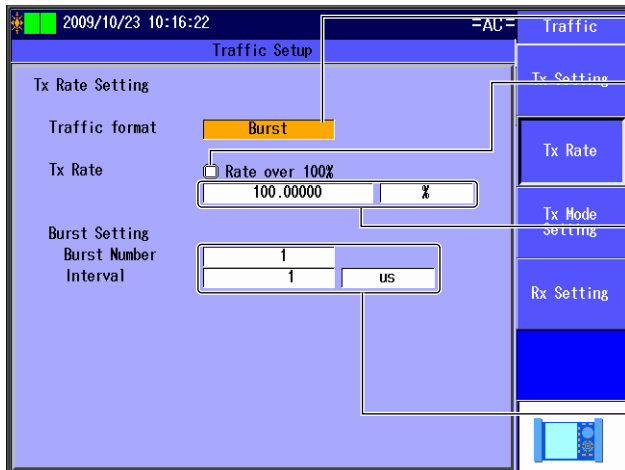 2009/10/23 10:16:22 =AC= Traffic
Traffic Setup
Tx Setting
Tx Rate Setting
Traffic format Burst
Tx Rate
Tx Rate Rate over 100%
100.00000 %
Tx Mode
Setting
Burst Setting
Burst Number 1
Interval 1 us
Rx Setting